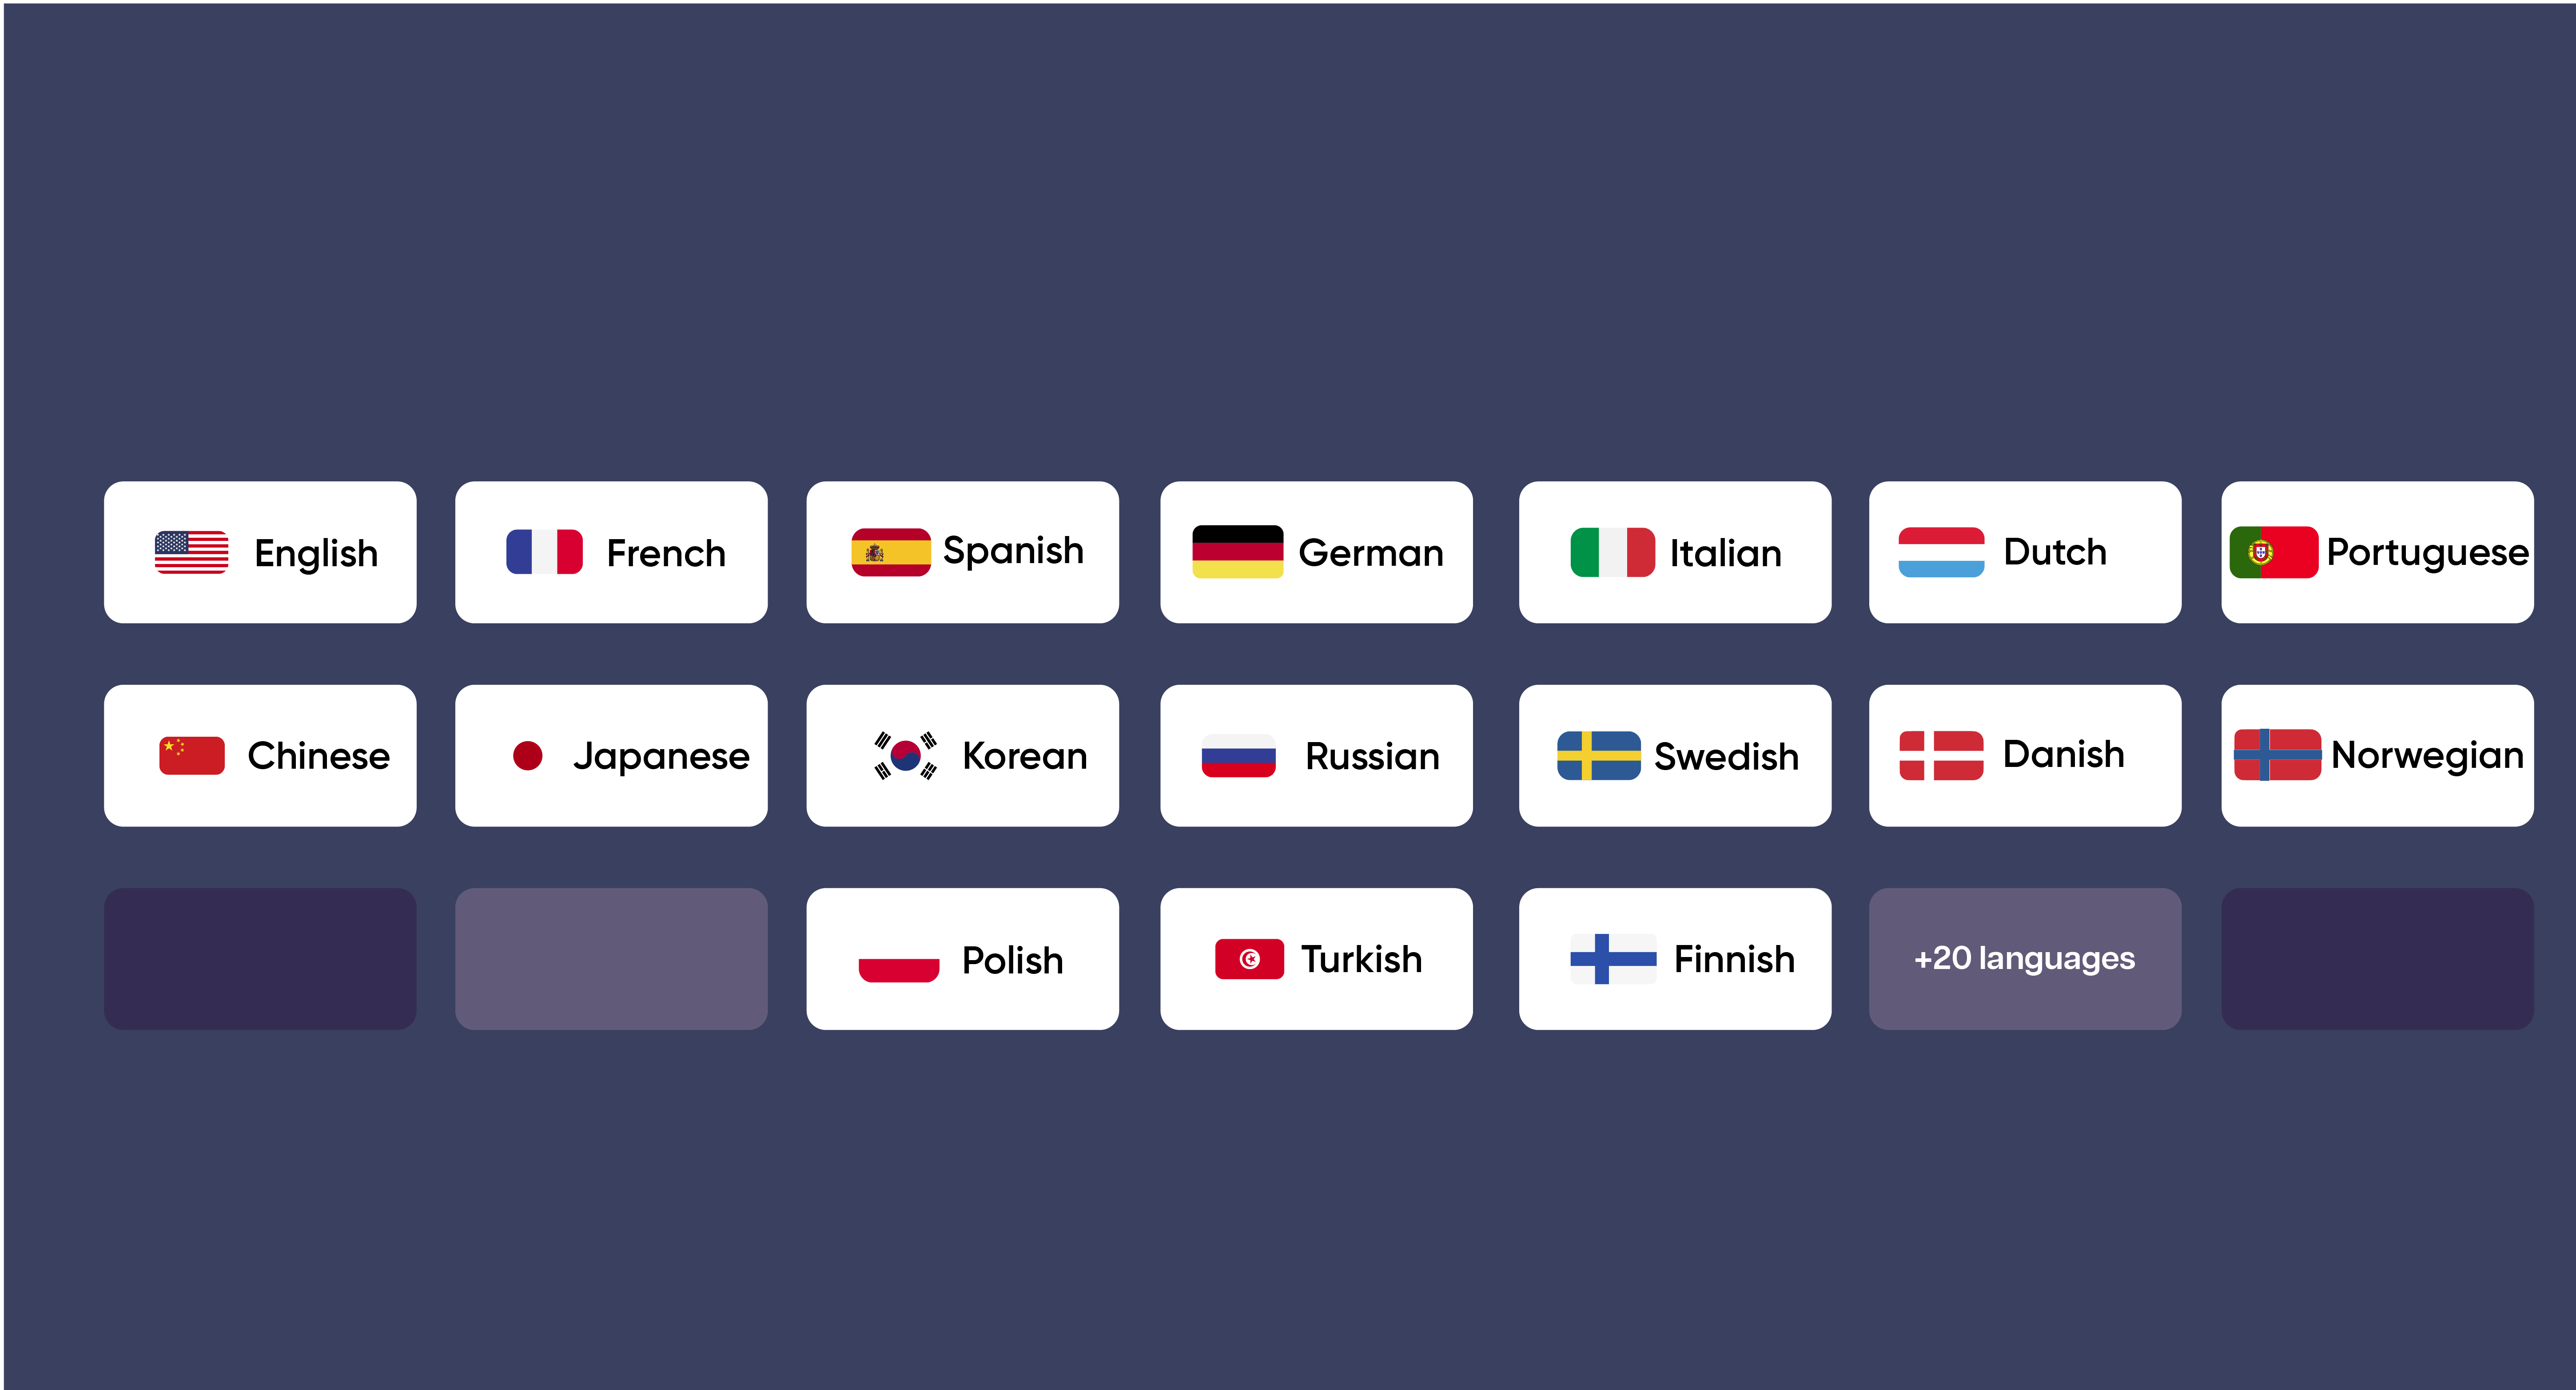 English
French
Spanish
German
Italian
Dutch
Portuguese
Chinese
Japanese
Korean
Russian
Swedish
Danish
Norwegian
Polish
Turkish
Finnish
+20 languages